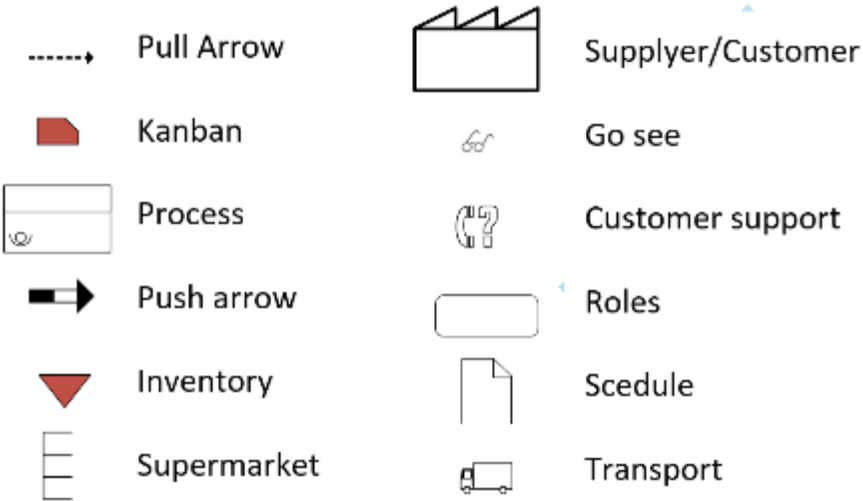 Pull Arrow
Kanban
Process
Push arrow
Inventory
Supermarket
Supplyer/Customer
Go see
?
Customer support
Roles
Scedule
Transport